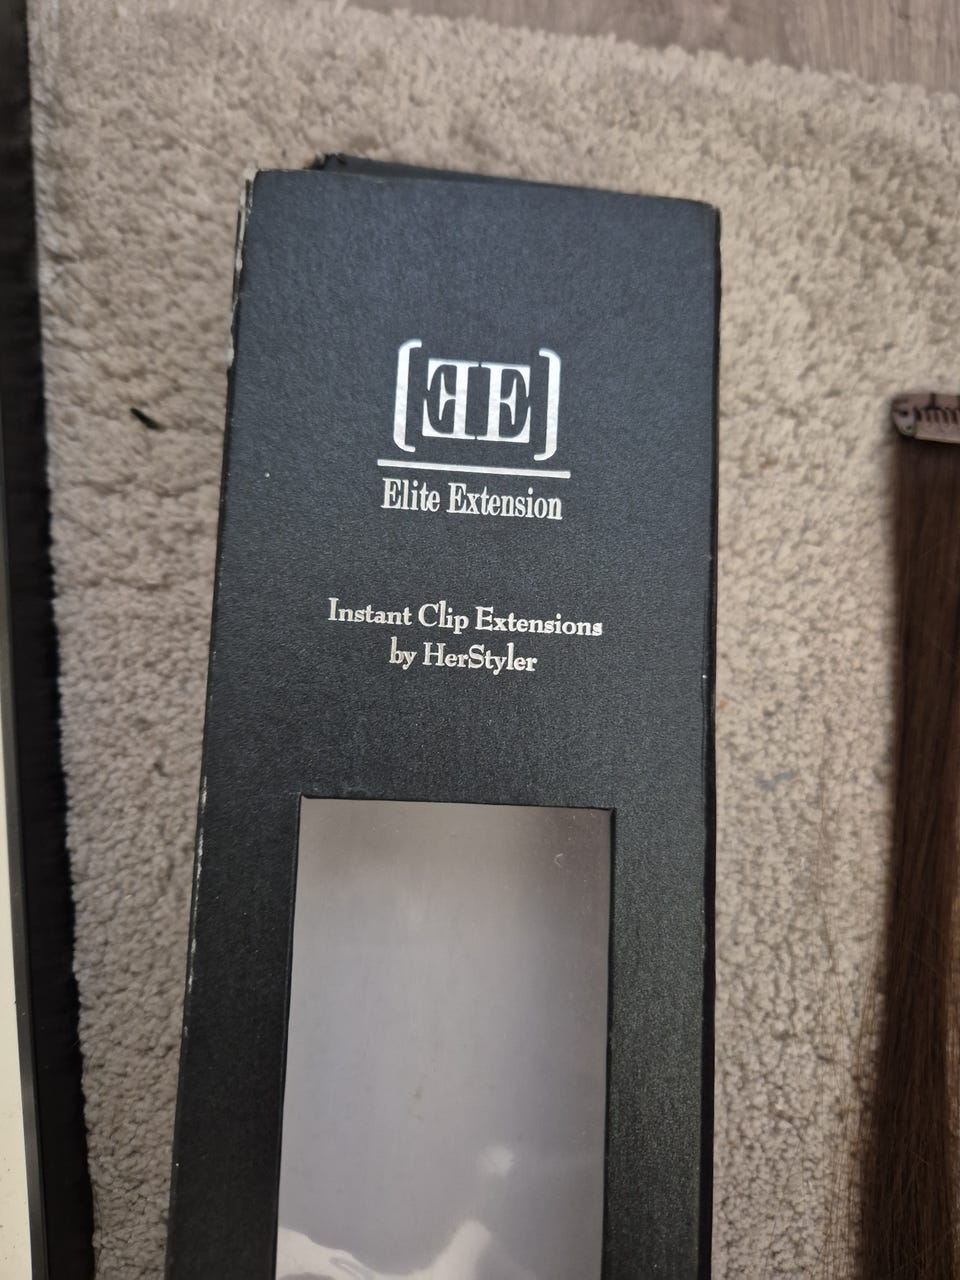 EE
Elite Extension
Instant Clip Extensions
by HerStyler